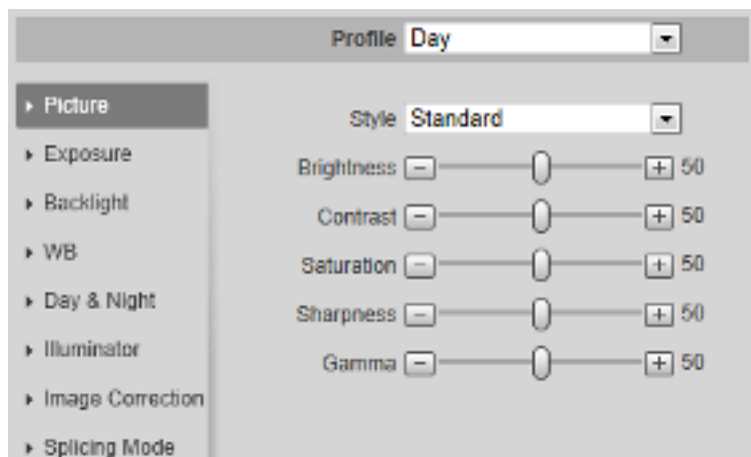 Profile Day
Picture
Exposure
Backlight
WB
Day & Night
Illuminator
Image Correction
Splicing Mode
Style Standard
Brightness 50
Contrast 50
Saturation 50
Sharpness 50
Gamma 50